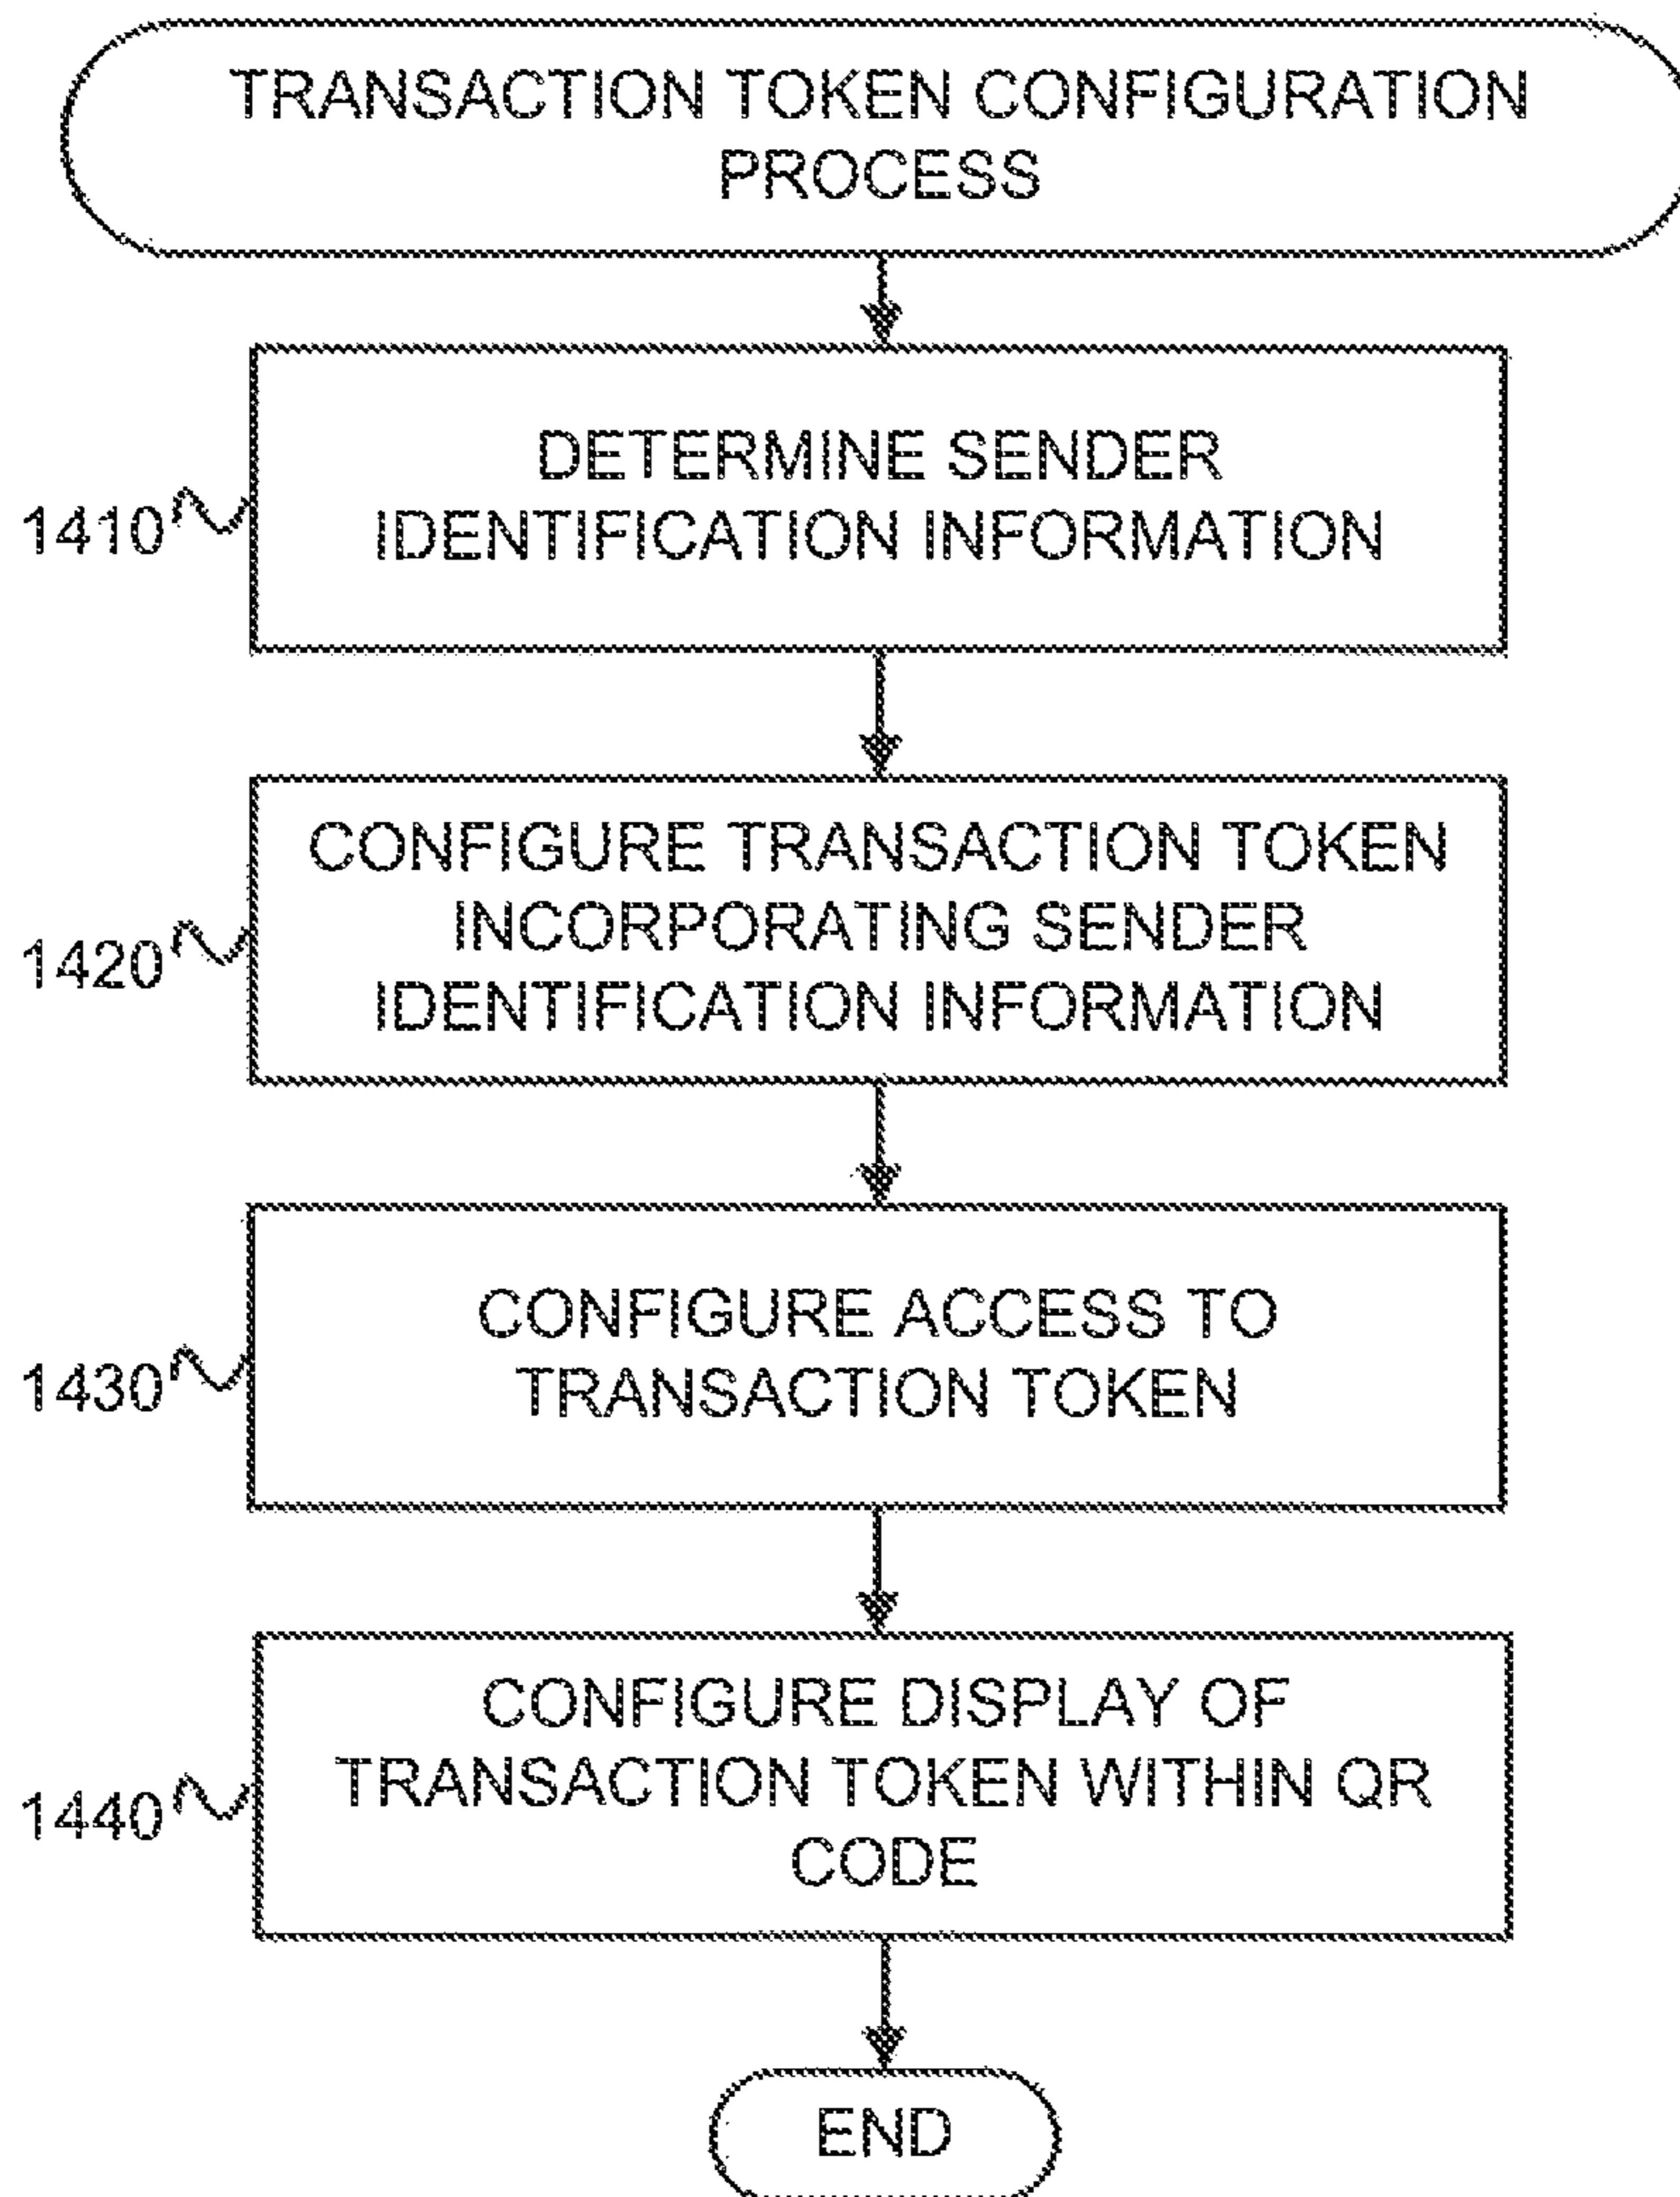 TRANSACTION TOKEN CONFIGURATION
PROCESS
DETERMINE SENDER
IDENTIFICATION INFORMATION
1410
CONFIGURE TRANSACTION TOKEN
INCORPORATING SENDER
IDENTIFICATION INFORMATION
1420
CONFIGURE ACCESS TO
TRANSACTION TOKEN
1430
CONFIGURE DISPLAY OF
TRANSACTION TOKEN WITHIN QR
CODE
1440
END